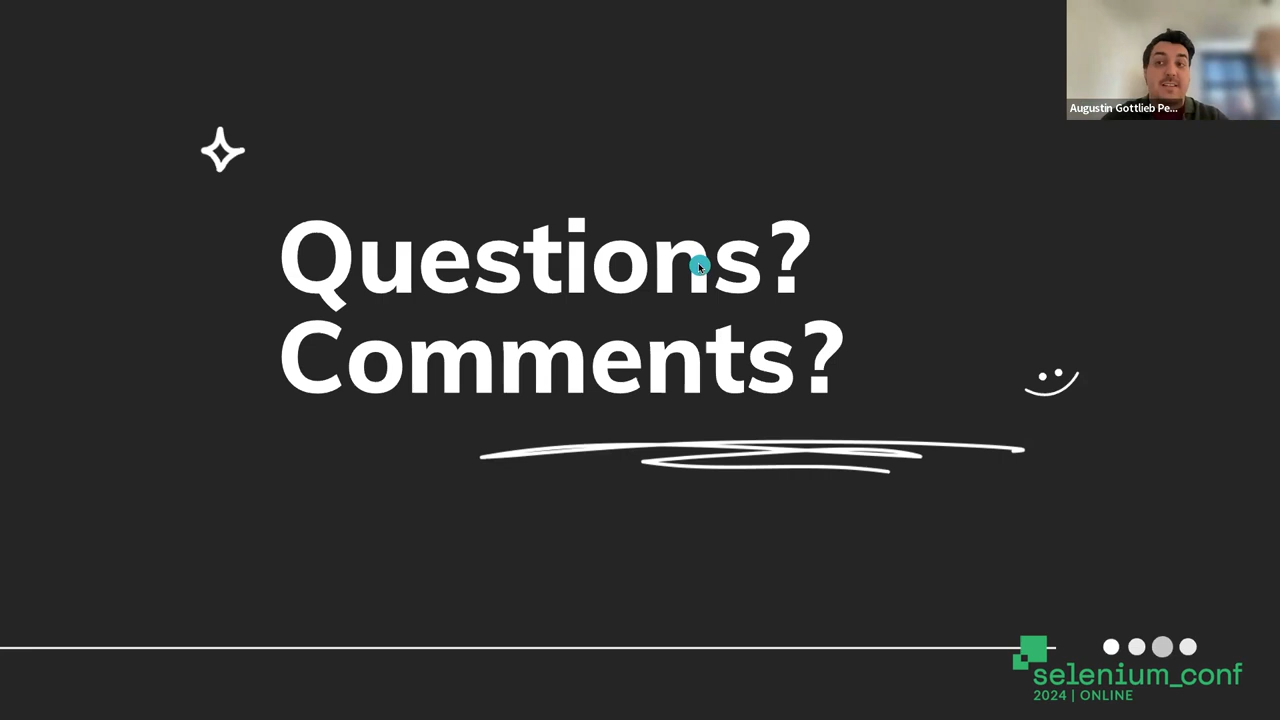 Augustin Gottlieb Pe...
Questions?
Comments?
selenium_conf
2024 | ONLINE